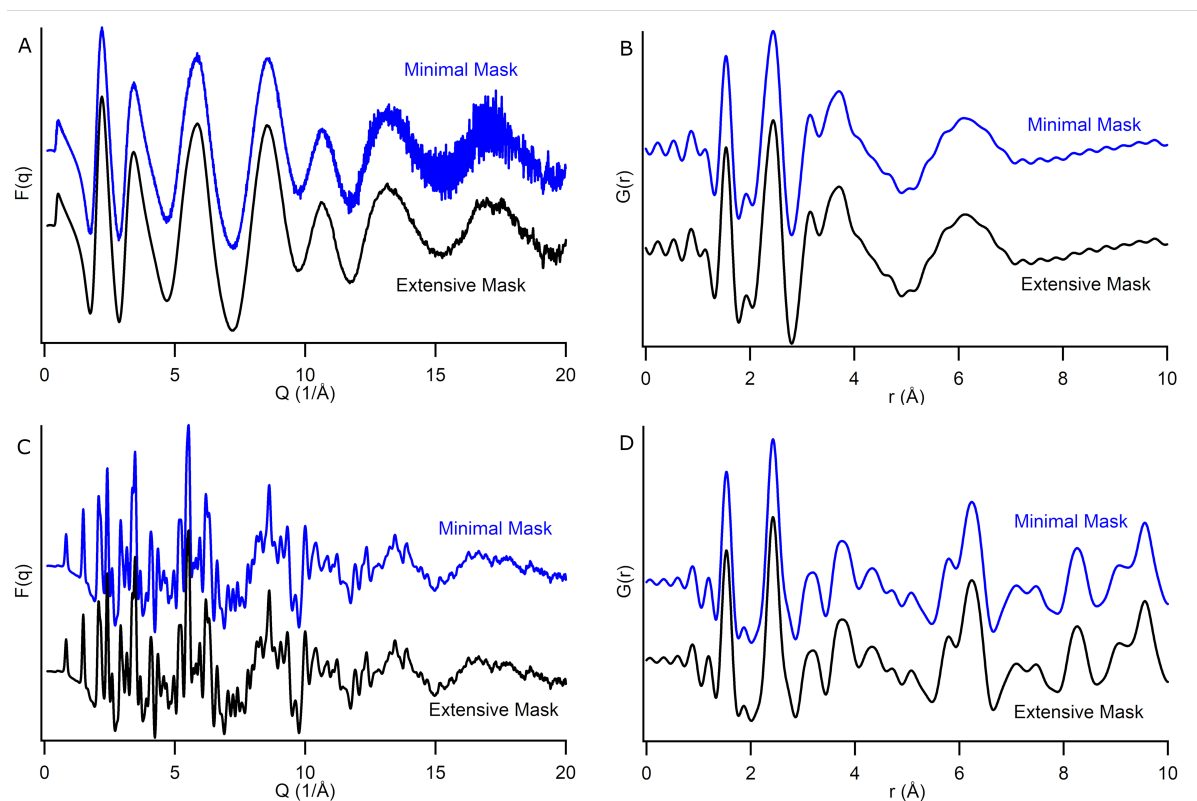 A
F(q)
Minimal Mask
Extensive Mask
0 5 10 15 20
Q (1/Å)
B
G(r)
Minimal Mask
Extensive Mask
0 2 4 6 8 10
r (Å)
C
F(q)
Minimal Mask
Extensive Mask
0 5 10 15 20
Q (1/Å)
D
G(r)
Minimal Mask
Extensive Mask
0 2 4 6 8 10
r (Å)